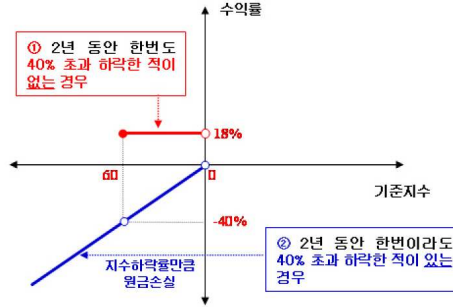 수익률
① 2년 동안 한번도
40% 초과 하락한 적이
없는 경우
18%
60
0
기준지수
-40%
② 2년 동안 한번이라도
40% 초과 하락한 적이 있는
경우
지수하락률만큼
원금손실